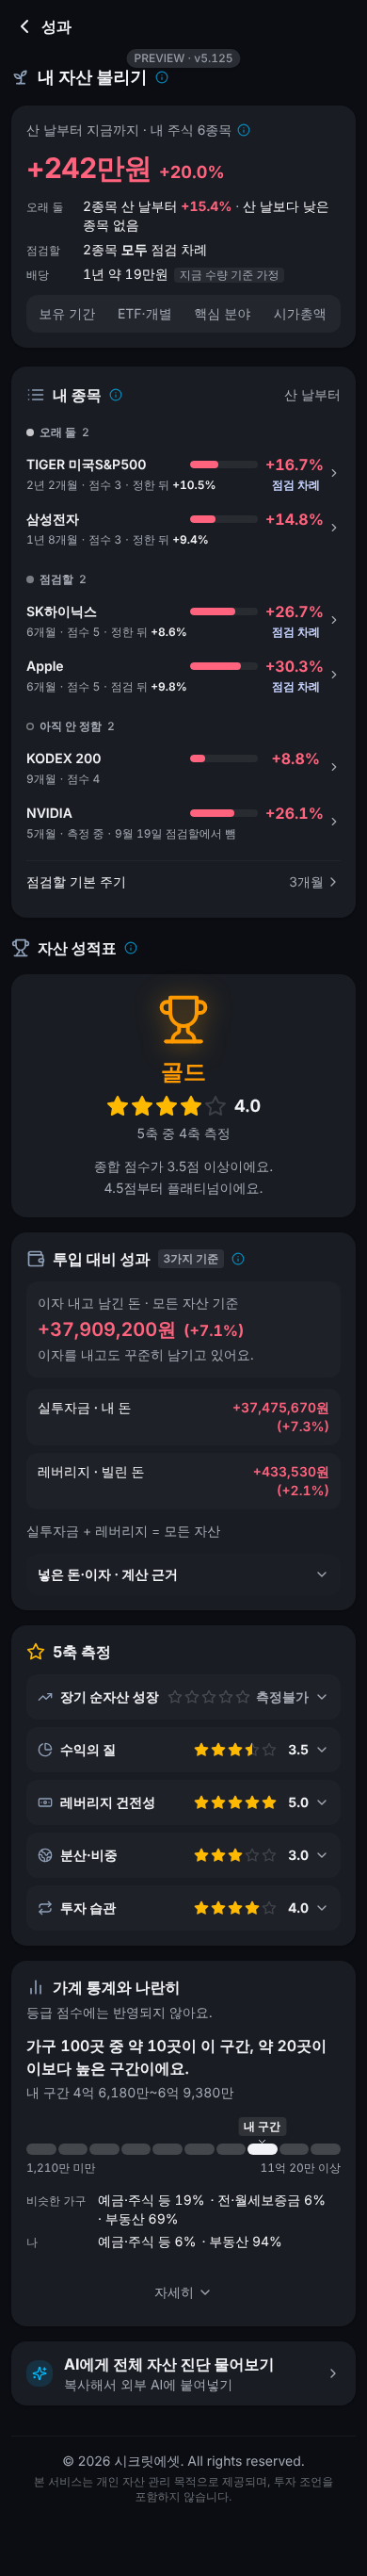 성과
PREVIEW · v5.125
내 자산 불리기
산 날부터 지금까지 · 내 주식 6종목
+242만원 +20.0%
오래 둘 2종목 산 날부터 +15.4% · 산 날보다 낮은
종목 없음
점검할 2종목 모두 점검 차례
배당 1년 약 19만원 지금 수량 기준 가정
보유 기간 ETF·개별 핵심 분야 시가총액
내 종목 산 날부터
오래 둘 2
TIGER 미국S&P500 +16.7%
2년 2개월 · 점수 3 · 정한 뒤 +10.5% 점검 차례
삼성전자 +14.8%
1년 8개월 · 점수 3 · 정한 뒤 +9.4%
점검할 2
SK하이닉스 +26.7%
6개월 · 점수 5 · 정한 뒤 +8.6% 점검 차례
Apple +30.3%
6개월 · 점수 5 · 점검 뒤 +9.8% 점검 차례
아직 안 정함 2
KODEX 200 +8.8%
9개월 · 점수 4
NVIDIA +26.1%
5개월 · 측정 중 · 9월 19일 점검할에서 뺌
점검할 기본 주기 3개월
자산 성적표
골드
4.0
5축 중 4축 측정
종합 점수가 3.5점 이상이에요.
4.5점부터 플래티넘이에요.
투입 대비 성과 3가지 기준
이자 내고 남긴 돈 · 모든 자산 기준
+37,909,200원 (+7.1%)
이자를 내고도 꾸준히 남기고 있어요.
실투자금 · 내 돈 +37,475,670원
(+7.3%)
레버리지 · 빌린 돈 +433,530원
(+2.1%)
실투자금 + 레버리지 = 모든 자산
넣은 돈·이자 · 계산 근거
5축 측정
장기 순자산 성장 측정불가
수익의 질 3.5
레버리지 건전성 5.0
분산·비중 3.0
투자 습관 4.0
가계 통계와 나란히
등급 점수에는 반영되지 않아요.
가구 100곳 중 약 10곳이 이 구간, 약 20곳이
이보다 높은 구간이에요.
내 구간 4억 6,180만~6억 9,380만
내 구간
1,210만 미만 11억 20만 이상
비슷한 가구 예금·주식 등 19% · 전·월세보증금 6%
· 부동산 69%
나 예금·주식 등 6% · 부동산 94%
자세히
AI에게 전체 자산 진단 물어보기
복사해서 외부 AI에 붙여넣기
© 2026 시크릿에셋. All rights reserved.
본 서비스는 개인 자산 관리 목적으로 제공되며, 투자 조언을
포함하지 않습니다.